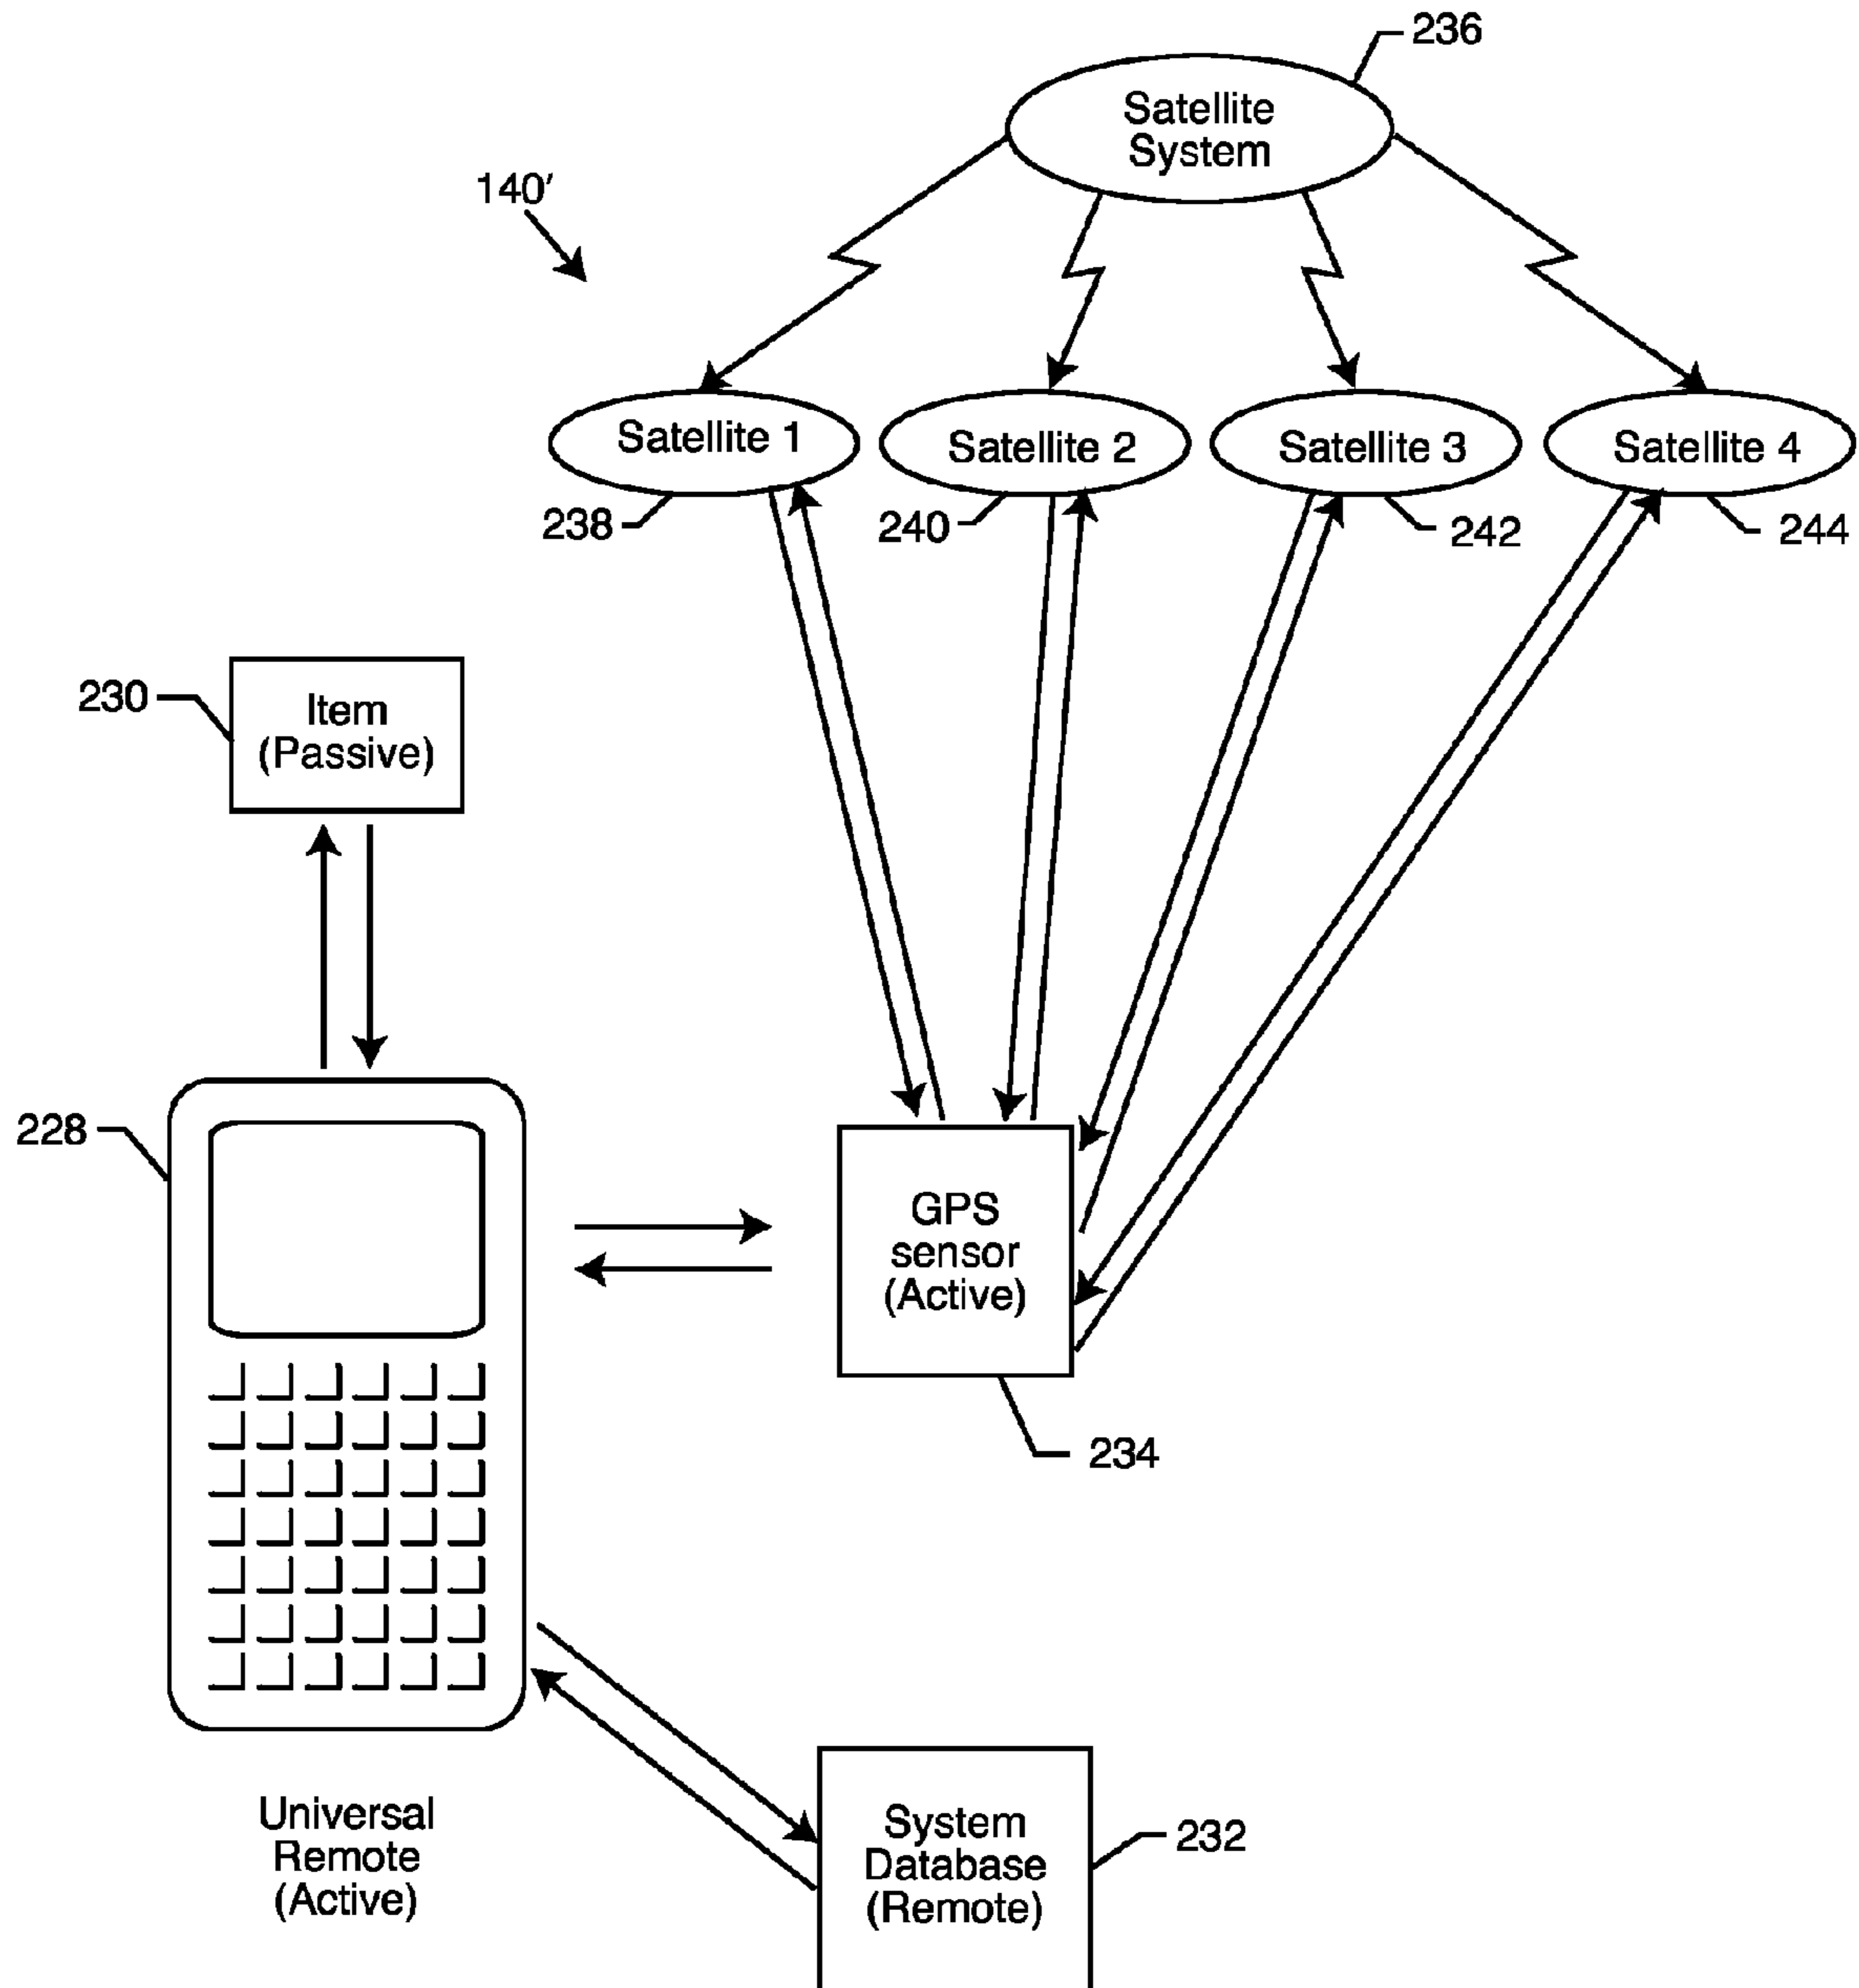 236
Satellite
System
140′
Satellite 1
Satellite 2
Satellite 3
Satellite 4
238
240
242
244
230
Item
(Passive)
228
GPS
sensor
(Active)
234
Universal
Remote
(Active)
System
Database
(Remote)
232